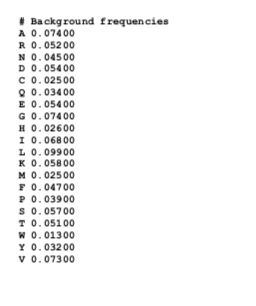 # Background frequencies
A 0.07400
R 0.05200
N 0.04500
D 0.05400
C 0.02500
Q 0.03400
E 0.05400
G 0.07400
H 0.02600
I 0.06800
L 0.09900
K 0.05800
M 0.02500
F 0.04700
P 0.03900
S 0.05700
T 0.05100
W 0.01300
Y 0.03200
V 0.07300